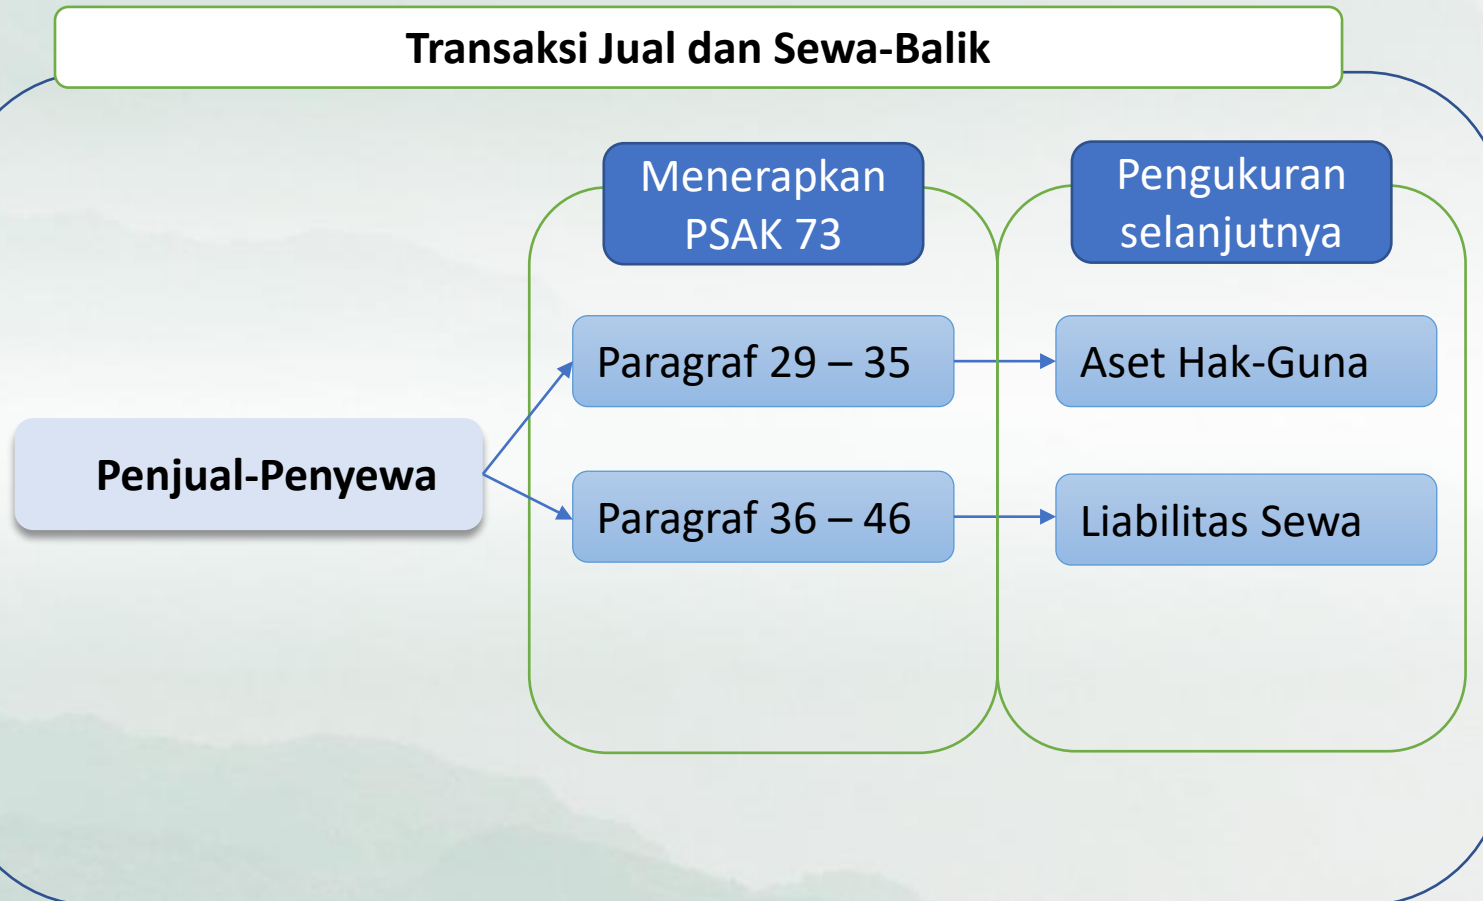 Transaksi Jual dan Sewa-Balik
Menerapkan
PSAK 73
Pengukuran
selanjutnya
Paragraf 29 – 35
Aset Hak-Guna
Penjual-Penyewa
Paragraf 36 – 46
Liabilitas Sewa